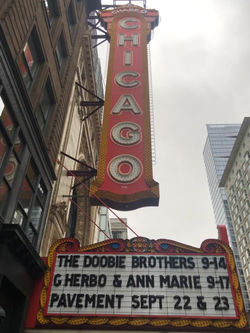 CHICAGO
THE DOOBIE BROTHERS 9-14
G HERBO & ANN MARIE 9-17
PAVEMENT SEPT 22 & 23